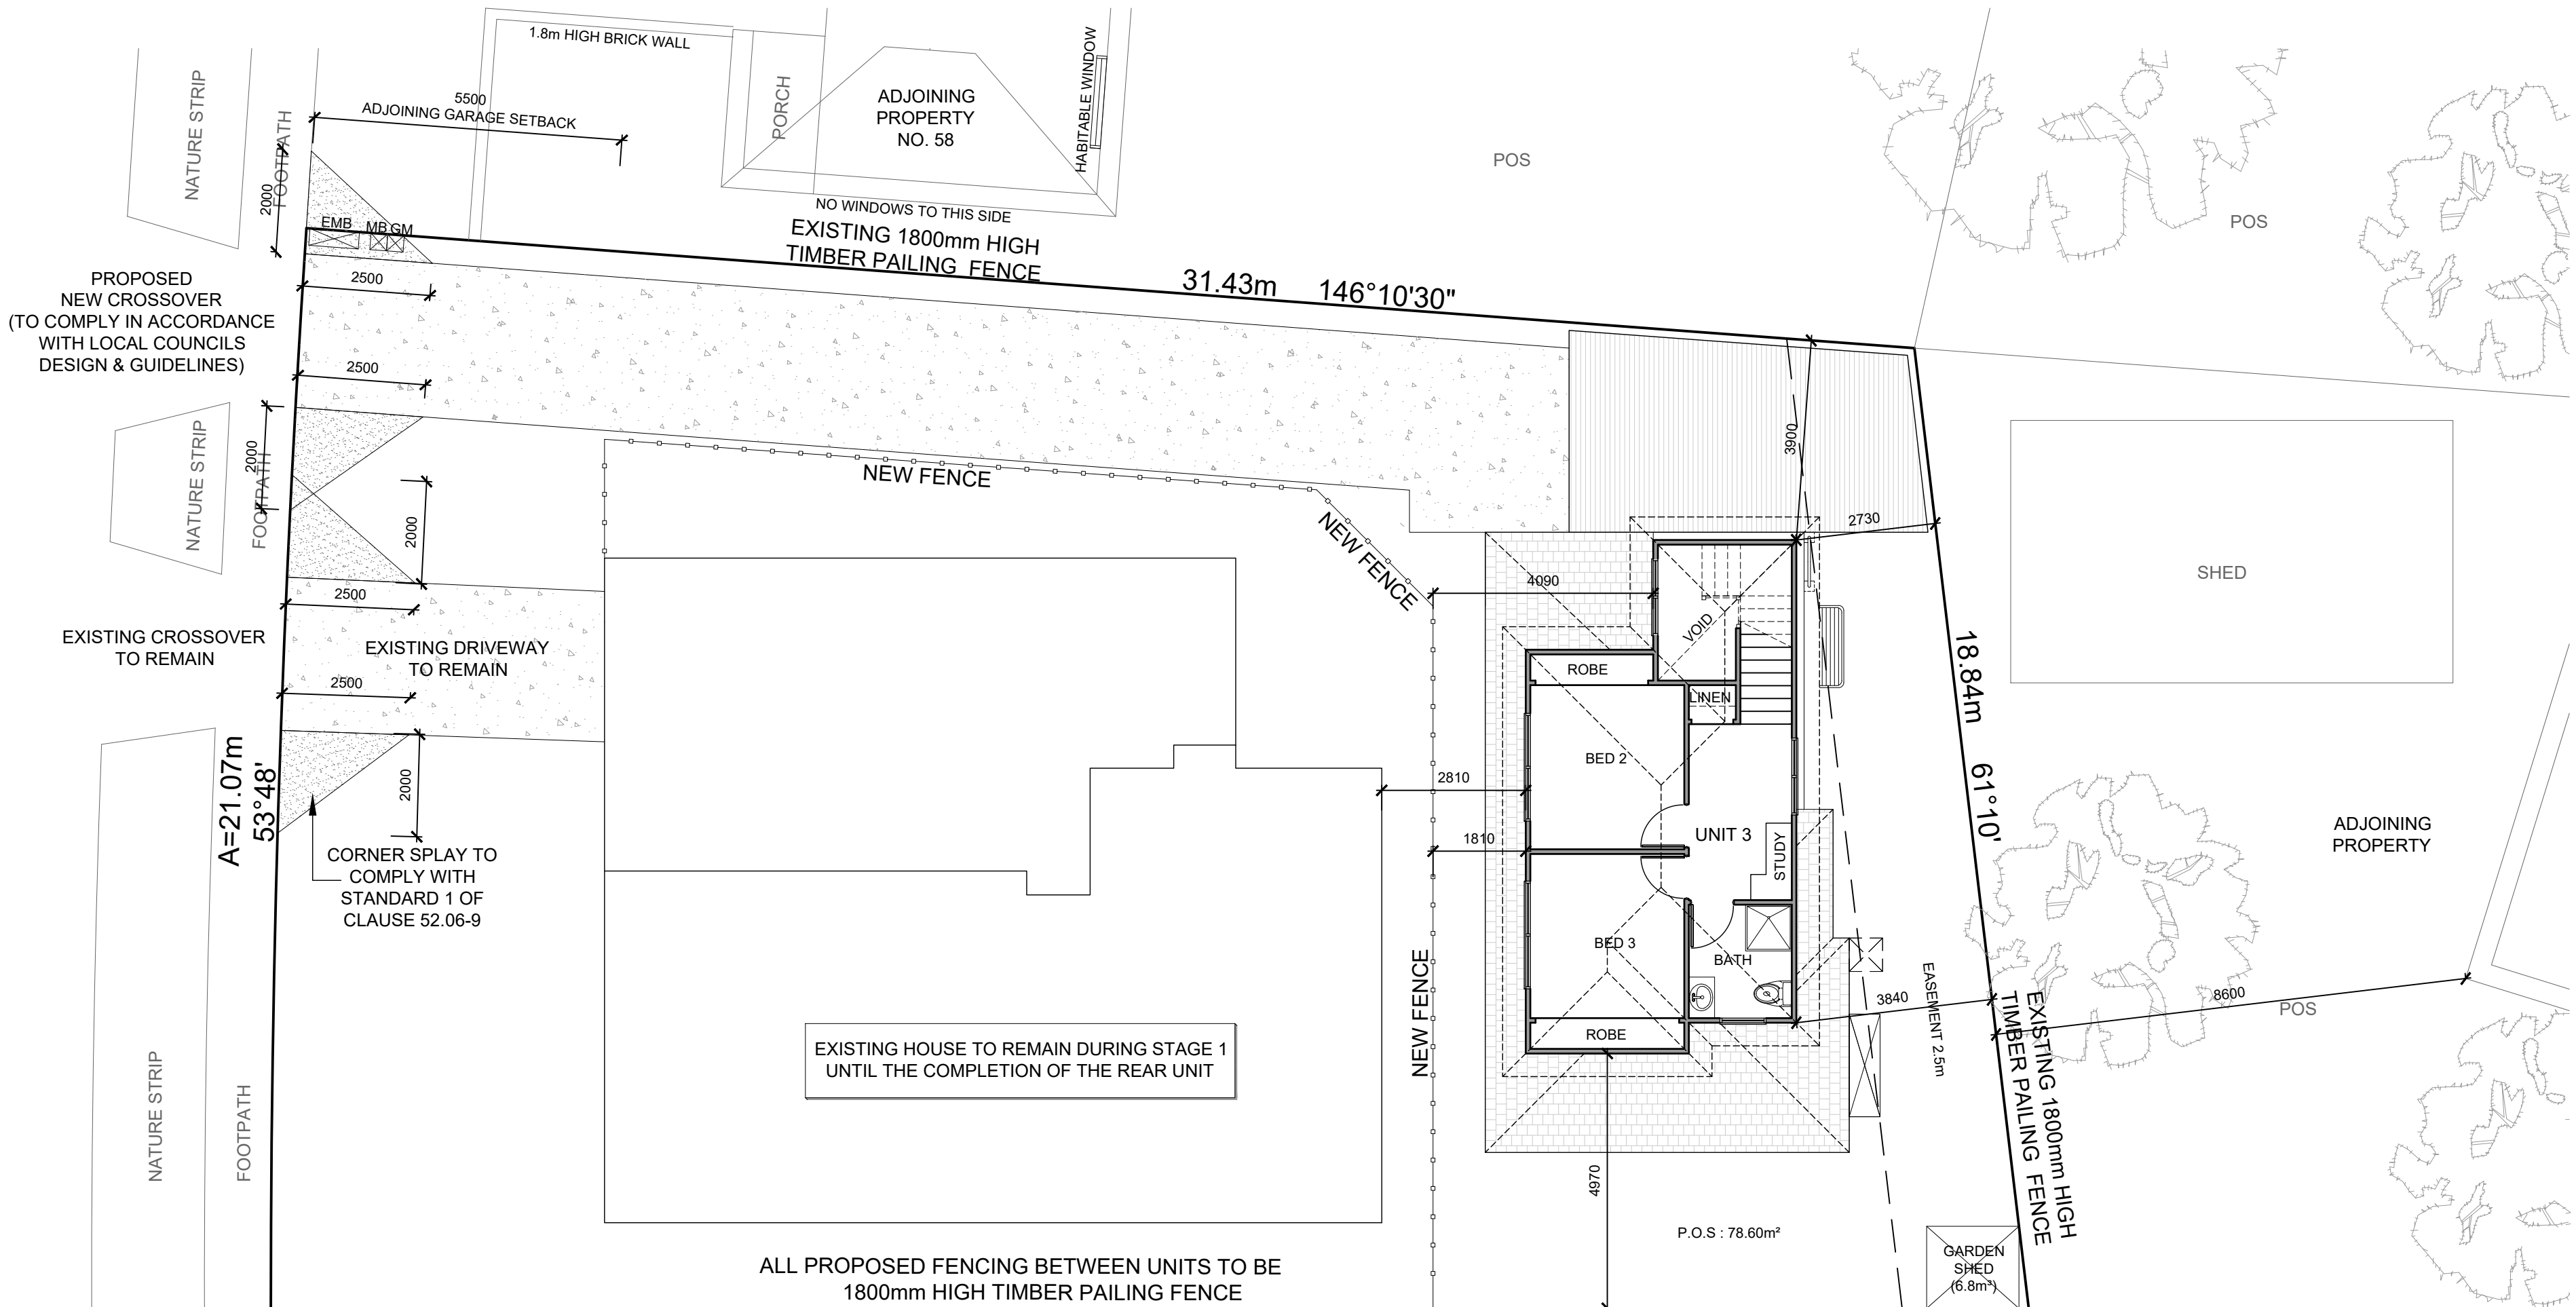 1.8m HIGH BRICK WALL
NATURE STRIP
FOOTPATH
5500
ADJOINING GARAGE SETBACK
PORCH
ADJOINING
PROPERTY
NO. 58
HABITABLE WINDOW
POS
POS
2000
EMB
MB
GM
NO WINDOWS TO THIS SIDE
EXISTING 1800mm HIGH
TIMBER PAILING FENCE
31.43m 146°10'30"
PROPOSED
NEW CROSSOVER
(TO COMPLY IN ACCORDANCE
WITH LOCAL COUNCILS
DESIGN & GUIDELINES)
2500
2500
2000
NATURE STRIP
FOOTPATH
NEW FENCE
2000
NEW FENCE
3900
2730
SHED
EXISTING CROSSOVER
TO REMAIN
2500
EXISTING DRIVEWAY
TO REMAIN
2500
4090
VOID
ROBE
LINEN
18.84m 61°10'
A=21.07m
53°48'
2000
CORNER SPLAY TO
COMPLY WITH
STANDARD 1 OF
CLAUSE 52.06-9
2810
BED 2
1810
UNIT 3
STUDY
ADJOINING
PROPERTY
BED 3
BATH
ROBE
NEW FENCE
3840
EASEMENT 2.5m
8600
POS
EXISTING 1800mm HIGH
TIMBER PAILING FENCE
NATURE STRIP
FOOTPATH
EXISTING HOUSE TO REMAIN DURING STAGE 1
UNTIL THE COMPLETION OF THE REAR UNIT
4970
P.O.S : 78.60m²
GARDEN
SHED
(6.8m³)
ALL PROPOSED FENCING BETWEEN UNITS TO BE
1800mm HIGH TIMBER PAILING FENCE